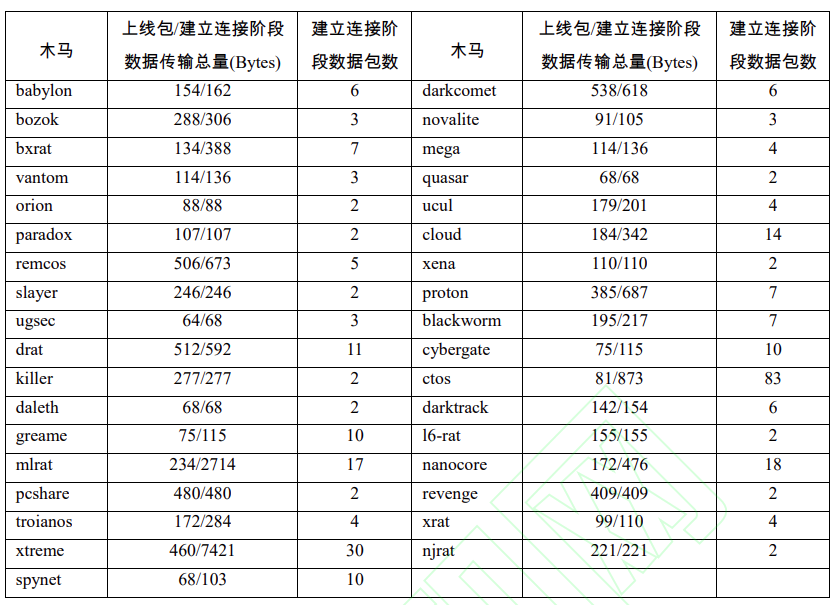 木马 上线包/建立连接阶段数据传输总量(Bytes) 建立连接阶段数据包数 木马 上线包/建立连接阶段数据传输总量(Bytes) 建立连接阶段数据包数
babylon 154/162 6 darkcomet 538/618 6
bozok 288/306 3 novalite 91/105 3
bxrat 134/388 7 mega 114/136 4
vantom 114/136 3 quasar 68/68 2
orion 88/88 2 ucul 179/201 4
paradox 107/107 2 cloud 184/342 14
remcos 506/673 5 xena 110/110 2
slayer 246/246 2 proton 385/687 7
ugsec 64/68 3 blackworm 195/217 7
drat 512/592 11 cybergate 75/115 10
killer 277/277 2 ctos 81/873 83
daleth 68/68 2 darktrack 142/154 6
greame 75/115 10 l6-rat 155/155 2
mlrat 234/2714 17 nanocore 172/476 18
pcshare 480/480 2 revenge 409/409 2
troianos 172/284 4 xrat 99/110 4
xtreme 460/7421 30 njrat 221/221 2
spynet 68/103 10